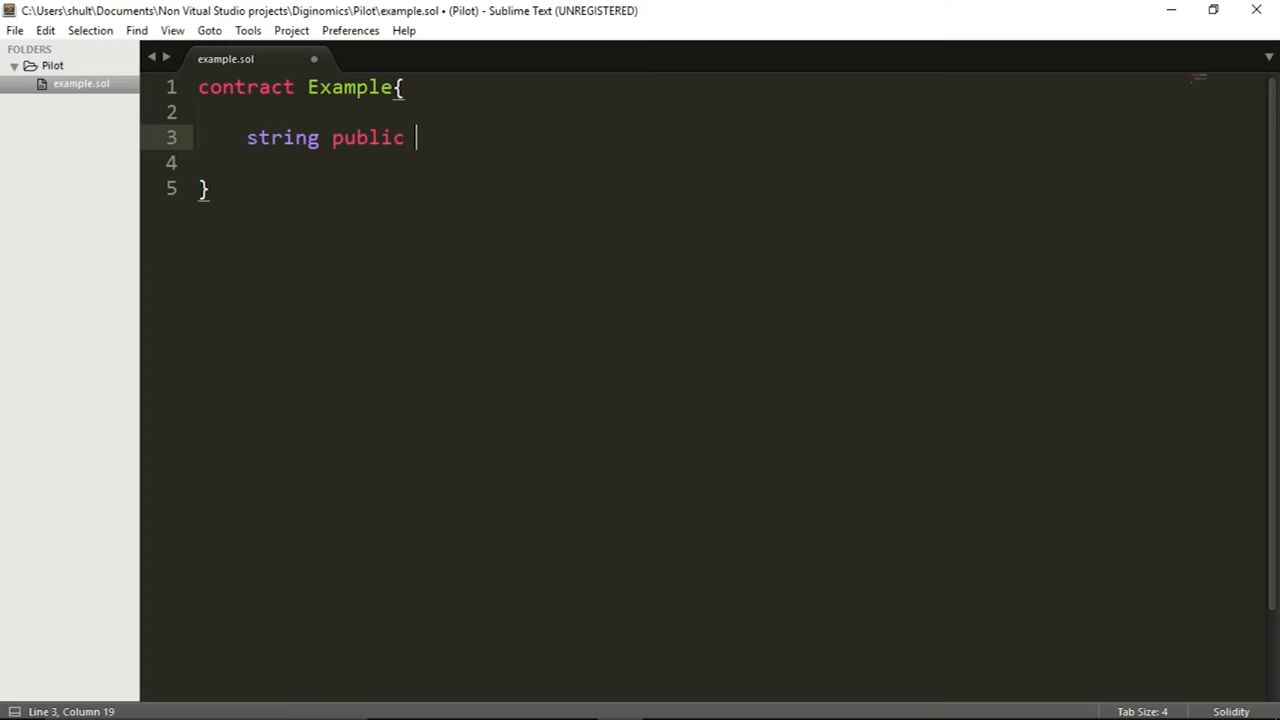 C:\Users\shult\Documents\Non Vitual Studio projects\Diginomics\Pilot\example.sol • (Pilot) - Sublime Text (UNREGISTERED)
File Edit Selection Find View Goto Tools Project Preferences Help
FOLDERS
Pilot
example.sol
example.sol
1 contract Example{
2
3 string public
4
5 }
Line 3, Column 19
Tab Size: 4
Solidity